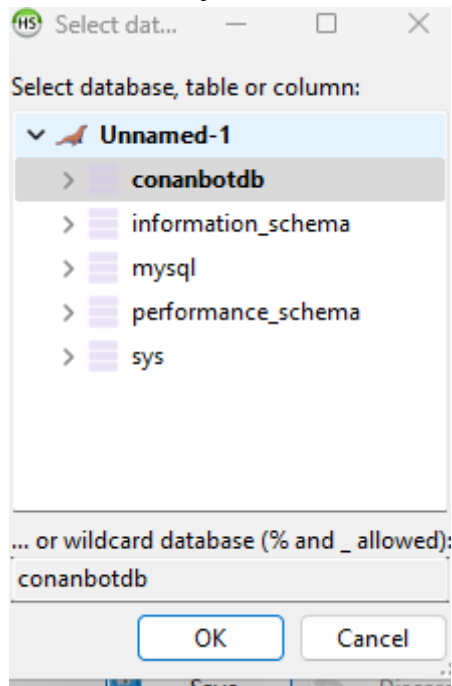 HS Select dat...
Select database, table or column:
Unnamed-1
conanbotdb
information_schema
mysql
performance_schema
sys
... or wildcard database (% and _ allowed):
conanbotdb
OK Cancel